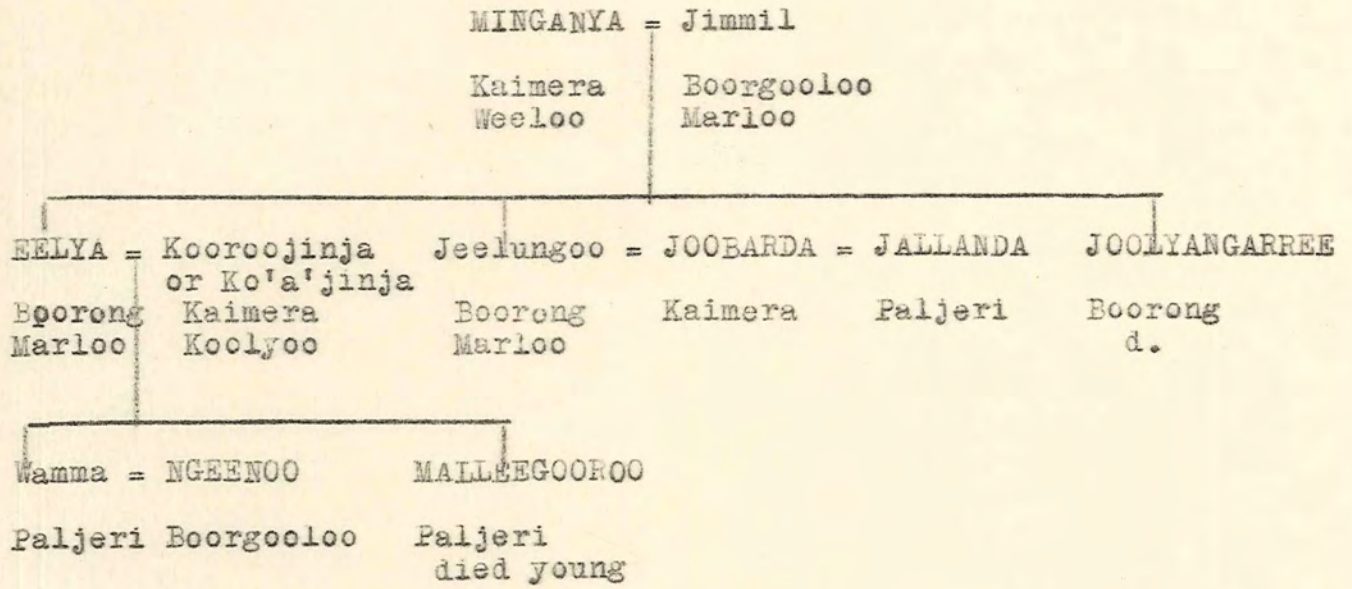 MINGANYA = Jimmil
Kaimera Boorgooloo
Weeloo Marloo
EELYA = Kooroojinja Jeelungoo = JOOBARDA = JALLANDA JOOLYANGARREE
or Ko'a'jinja
Boorong Kaimera Boorong Kaimera Paljeri Boorong
Marloo Koolyoo Marloo d.
Wamma = NGEENOO MALLEEGOOROO
Paljeri Boorgooloo Paljeri
died young